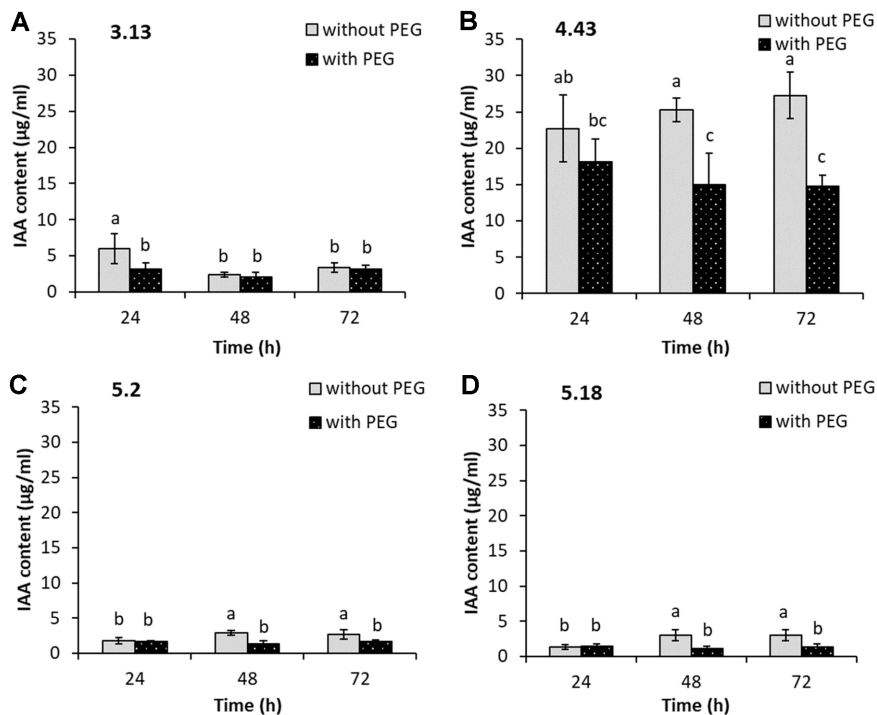 A
3.13
without PEG
with PEG
IAA content (µg/ml)
35
30
25
20
15
10
5
0
a
b
b
b
b
b
24
48
72
Time (h)
B
4.43
without PEG
with PEG
IAA content (µg/ml)
35
30
25
20
15
10
5
0
ab
bc
a
c
a
c
24
48
72
Time (h)
C
5.2
without PEG
with PEG
IAA content (µg/ml)
35
30
25
20
15
10
5
0
b
b
a
b
a
b
24
48
72
Time (h)
D
5.18
without PEG
with PEG
IAA content (µg/ml)
35
30
25
20
15
10
5
0
b
b
a
b
a
b
24
48
72
Time (h)